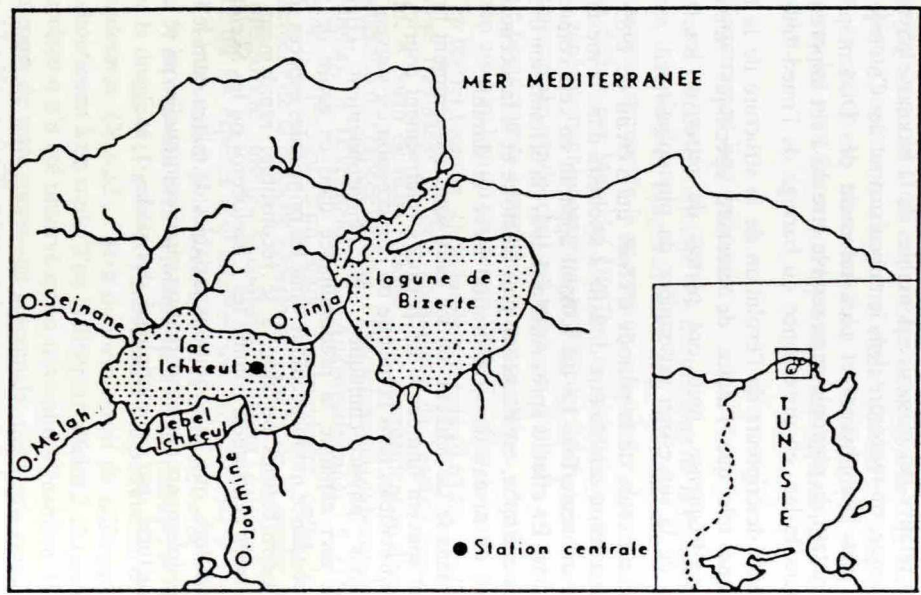 MER MEDITERRANEE
lagune de
Bizerte
O. Tinja
O. Sejnane
lac
Ichkeul
Jebel
Ichkeul
O. Melah
O. Joumine
Station centrale
TUNISIE